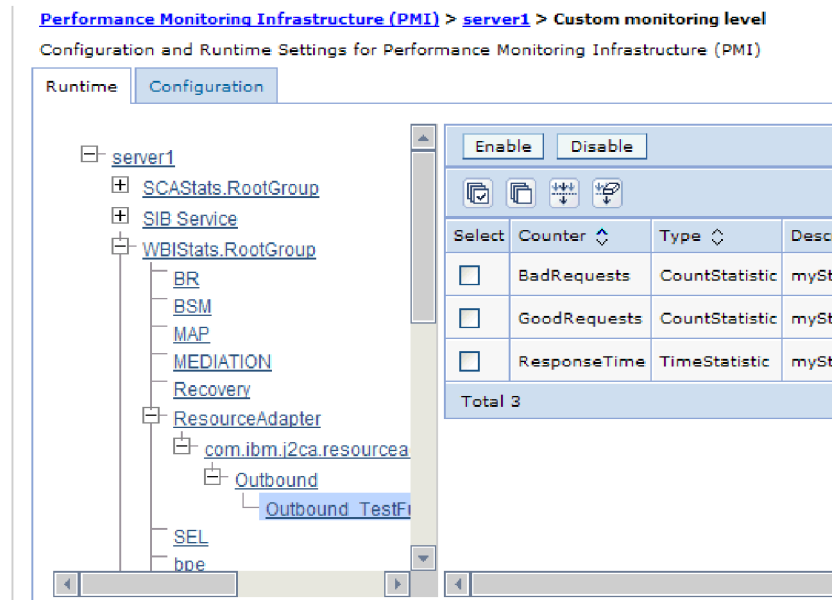 Performance Monitoring Infrastructure (PMI) > server1 > Custom monitoring level
Configuration and Runtime Settings for Performance Monitoring Infrastructure (PMI)
Runtime Configuration
server1
SCAStats.RootGroup
SIB Service
WBIStats.RootGroup
BR
BSM
MAP
MEDIATION
Recovery
ResourceAdapter
com.ibm.j2ca.resourcea
Outbound
Outbound_TestFu
SEL
bpe
Enable Disable
Select Counter Type Desc
BadRequests CountStatistic mySt
GoodRequests CountStatistic mySt
ResponseTime TimeStatistic mySt
Total 3